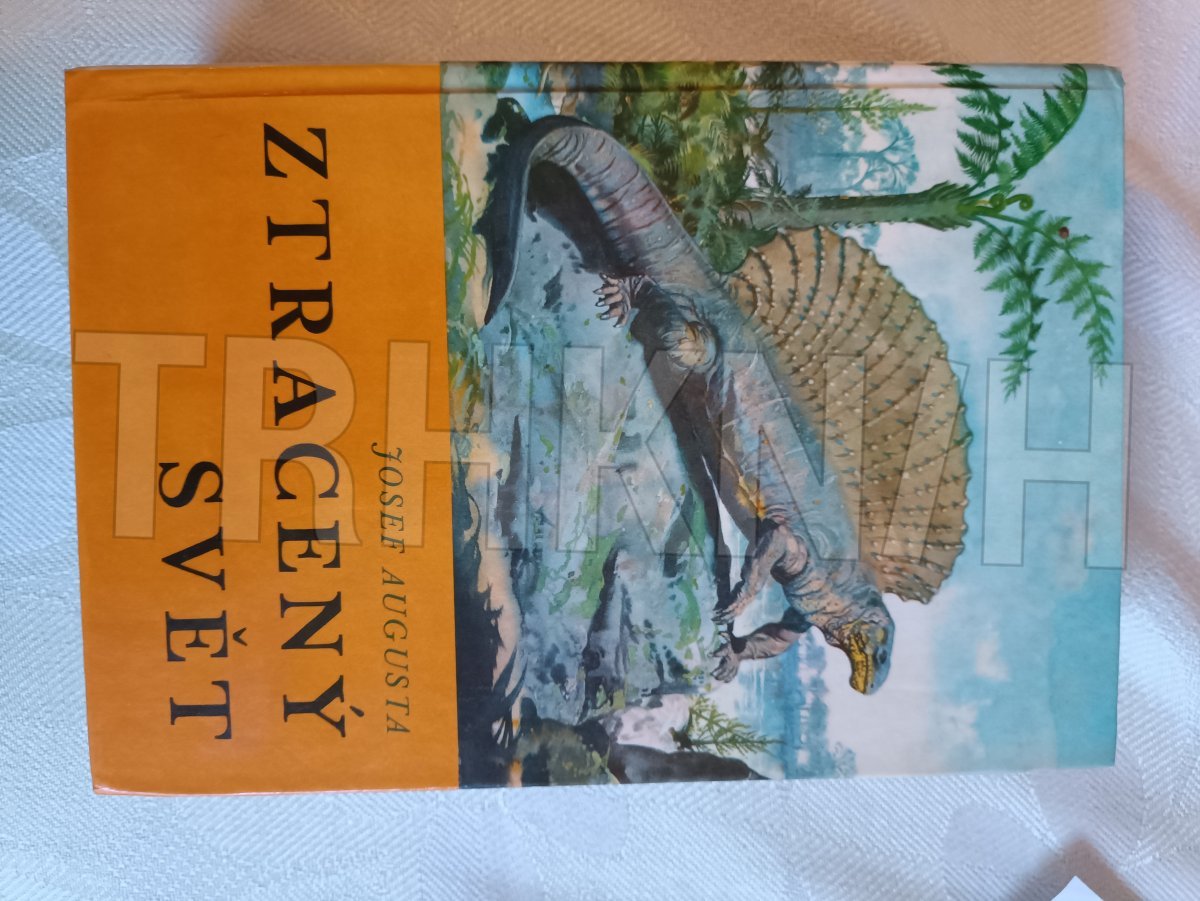 JOSEF AUGUSTA
ZTRACENÝ
SVĚT
TRHKNIH